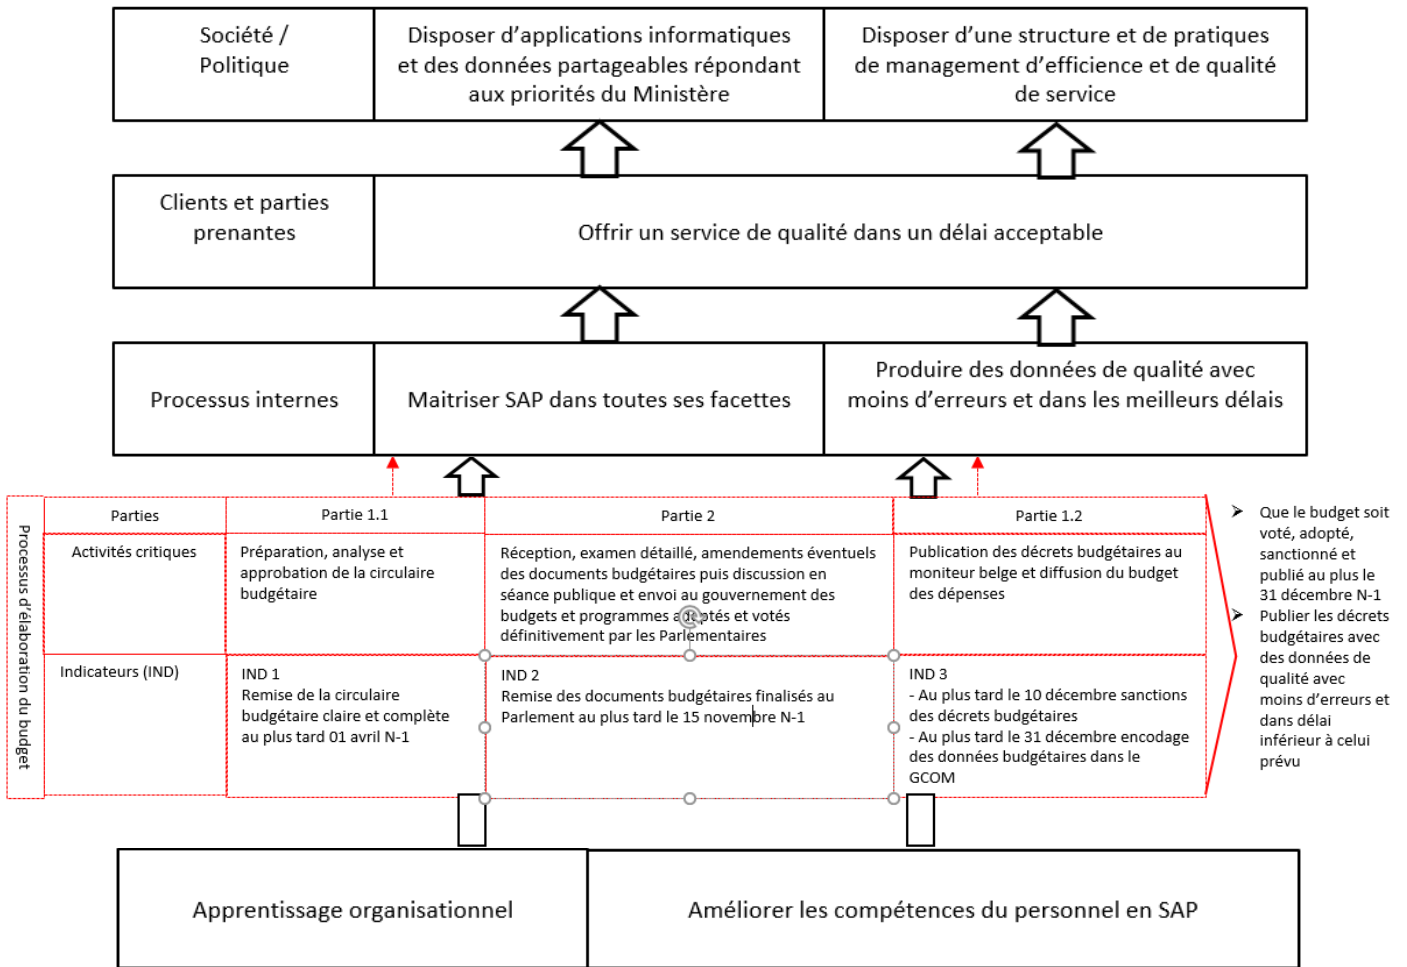 Société /
Politique
Disposer d’applications informatiques
et des données partageables répondant
aux priorités du Ministère
Disposer d’une structure et de pratiques
de management d’efficience et de qualité
de service
Clients et parties
prenantes
Offrir un service de qualité dans un délai acceptable
Processus internes
Maitriser SAP dans toutes ses facettes
Produire des données de qualité avec
moins d’erreurs et dans les meilleurs délais
Processus d’élaboration du budget
Parties
Partie 1.1
Partie 2
Partie 1.2
Activités critiques
Préparation, analyse et
approbation de la circulaire
budgétaire
Réception, examen détaillé, amendements éventuels
des documents budgétaires puis discussion en
séance publique et envoi au gouvernement des
budgets et programmes adoptés et votés
définitivement par les Parlementaires
Publication des décrets budgétaires au
moniteur belge et diffusion du budget
des dépenses
Indicateurs (IND)
IND 1
Remise de la circulaire
budgétaire claire et complète
au plus tard 01 avril N-1
IND 2
Remise des documents budgétaires finalisés au
Parlement au plus tard le 15 novembre N-1
IND 3
- Au plus tard le 10 décembre sanctions
des décrets budgétaires
- Au plus tard le 31 décembre encodage
des données budgétaires dans le
GCOM
➢ Que le budget soit
voté, adopté,
sanctionné et
publié au plus le
31 décembre N-1
➢ Publier les décrets
budgétaires avec
des données de
qualité avec
moins d’erreurs et
dans délai
inférieur à celui
prévu
Apprentissage organisationnel
Améliorer les compétences du personnel en SAP